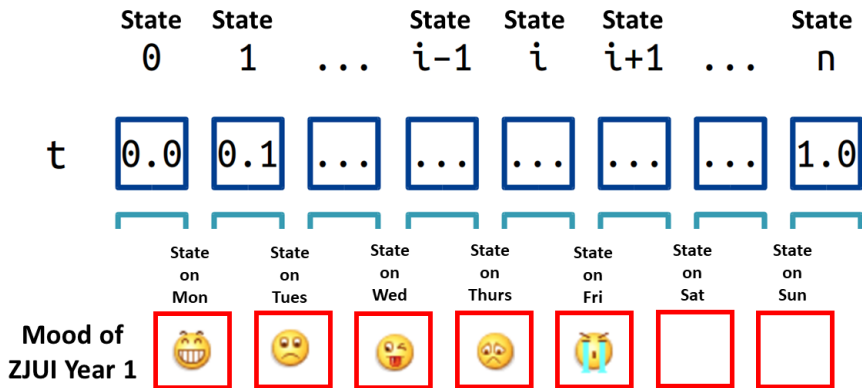 State State State State State State
0 1 ... i-1 i i+1 ... n
t 0.0 0.1 ... ... ... ... ... 1.0
State State State State State State State
on on on on on on on
Mon Tues Wed Thurs Fri Sat Sun
Mood of
ZJUI Year 1